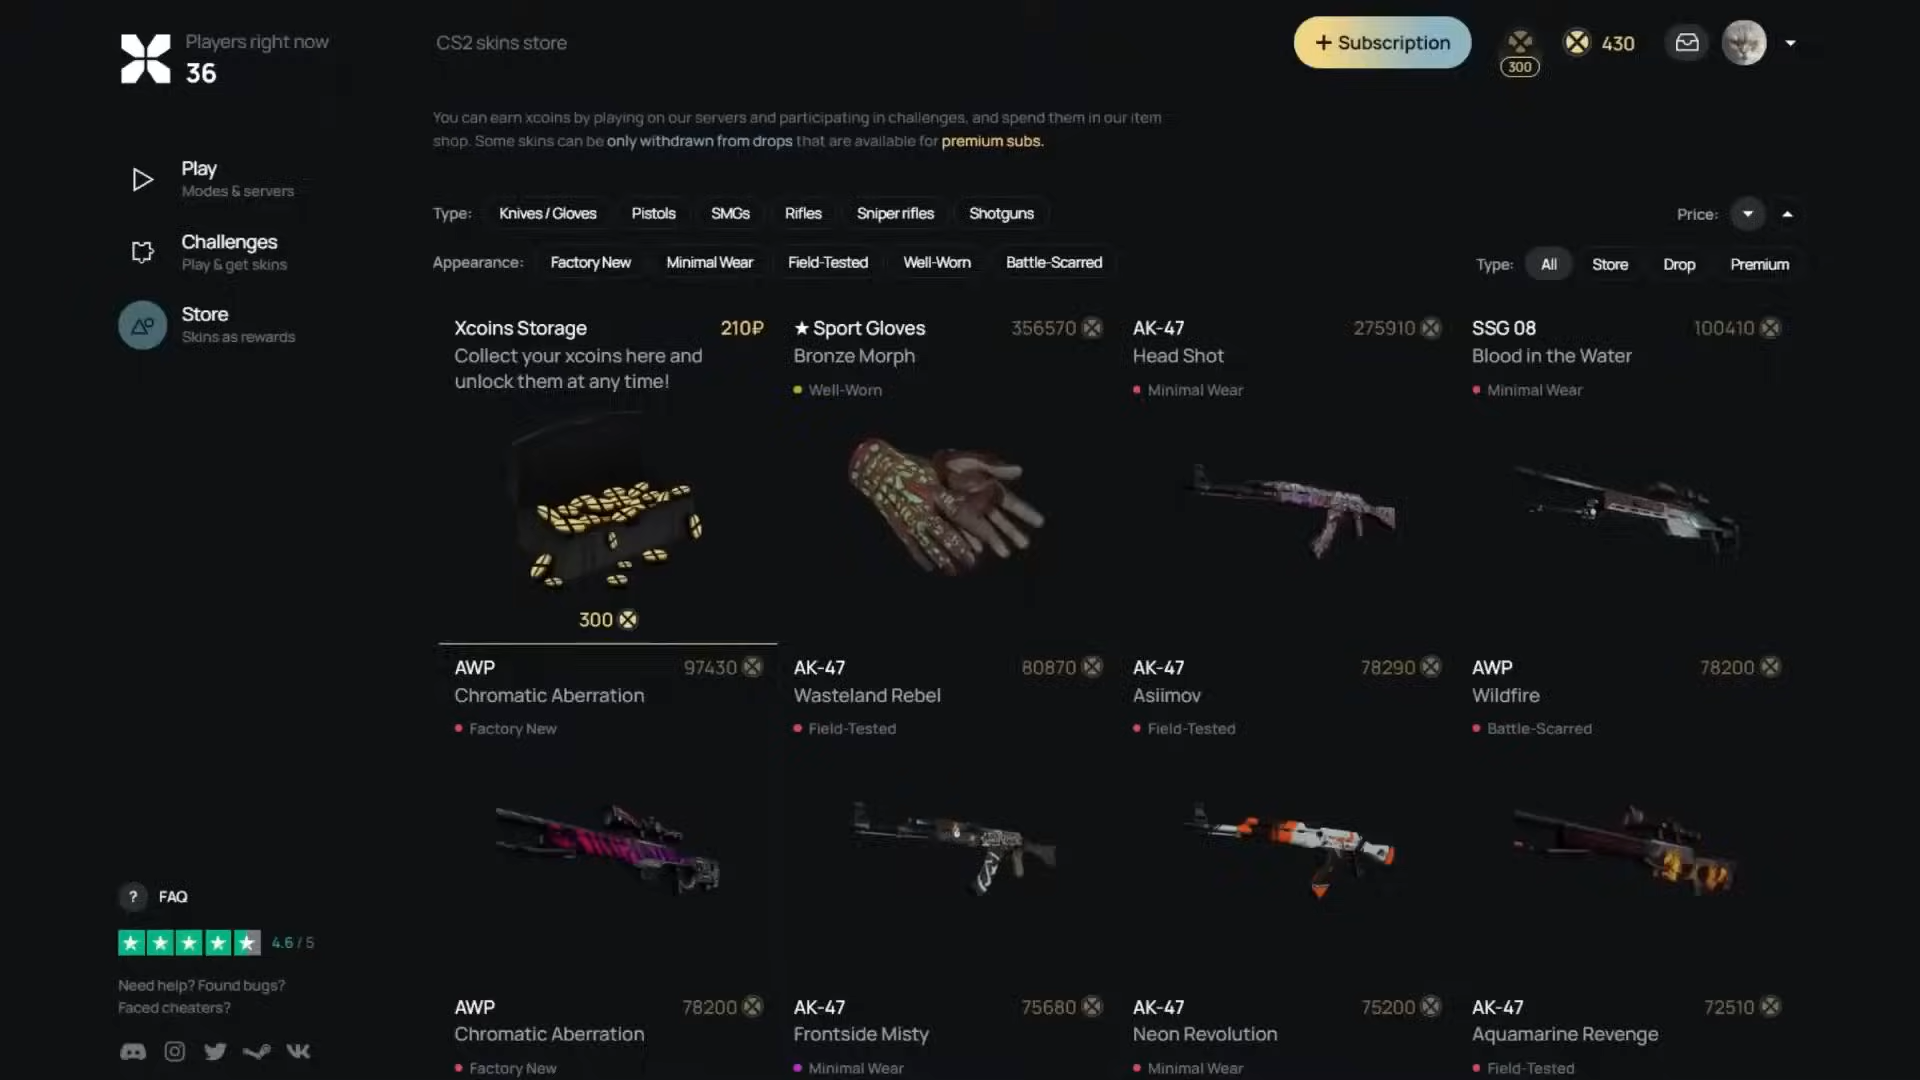 Players right now
36
CS2 skins store
+ Subscription
300
430
You can earn xcoins by playing on our servers and participating in challenges, and spend them in our item
shop. Some skins can be only withdrawn from drops that are available for premium subs.
Play
Modes & servers
Challenges
Play & get skins
Store
Skins as rewards
Type: Knives / Gloves Pistols SMGs Rifles Sniper rifles Shotguns
Price:
Appearance: Factory New Minimal Wear Field-Tested Well-Worn Battle-Scarred
Type: All Store Drop Premium
Xcoins Storage 210₽
Collect your xcoins here and
unlock them at any time!
300
★ Sport Gloves 356570
Bronze Morph
Well-Worn
AK-47 275910
Head Shot
Minimal Wear
SSG 08 100410
Blood in the Water
Minimal Wear
AWP 97430
Chromatic Aberration
Factory New
AK-47 80870
Wasteland Rebel
Field-Tested
AK-47 78290
Asiimov
Field-Tested
AWP 78200
Wildfire
Battle-Scarred
AWP 78200
Chromatic Aberration
Factory New
AK-47 75680
Frontside Misty
Minimal Wear
AK-47 75200
Neon Revolution
Minimal Wear
AK-47 72510
Aquamarine Revenge
Field-Tested
? FAQ
4.6 / 5
Need help? Found bugs?
Faced cheaters?